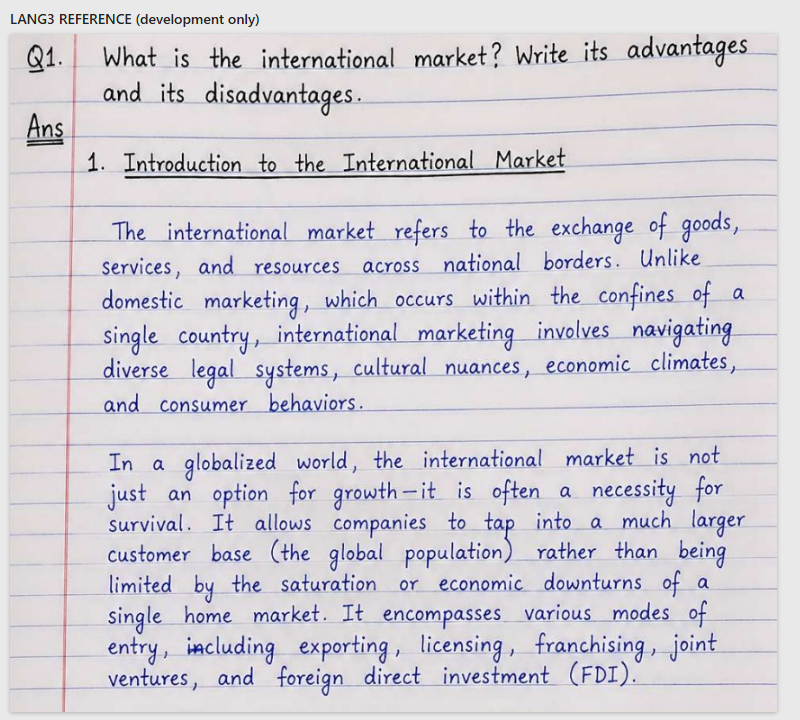 LANG3 REFERENCE (development only)
Q1. What is the international market? Write its advantages
and its disadvantages.
Ans
1. Introduction to the International Market
The international market refers to the exchange of goods,
services, and resources across national borders. Unlike
domestic marketing, which occurs within the confines of a
single country, international marketing involves navigating
diverse legal systems, cultural nuances, economic climates,
and consumer behaviors.
In a globalized world, the international market is not
just an option for growth—it is often a necessity for
survival. It allows companies to tap into a much larger
customer base (the global population) rather than being
limited by the saturation or economic downturns of a
single home market. It encompasses various modes of
entry, including exporting, licensing, franchising, joint
ventures, and foreign direct investment (FDI).